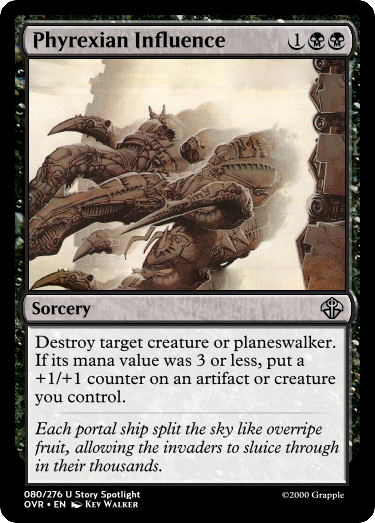 Phyrexian Influence 1
Sorcery
Destroy target creature or planeswalker.
If its mana value was 3 or less, put a
+1/+1 counter on an artifact or creature
you control.
Each portal ship split the sky like overripe
fruit, allowing the invaders to sluice through
in their thousands.
080/276 U Story Spotlight
OVR • EN Key Walker
©2000 Grapple